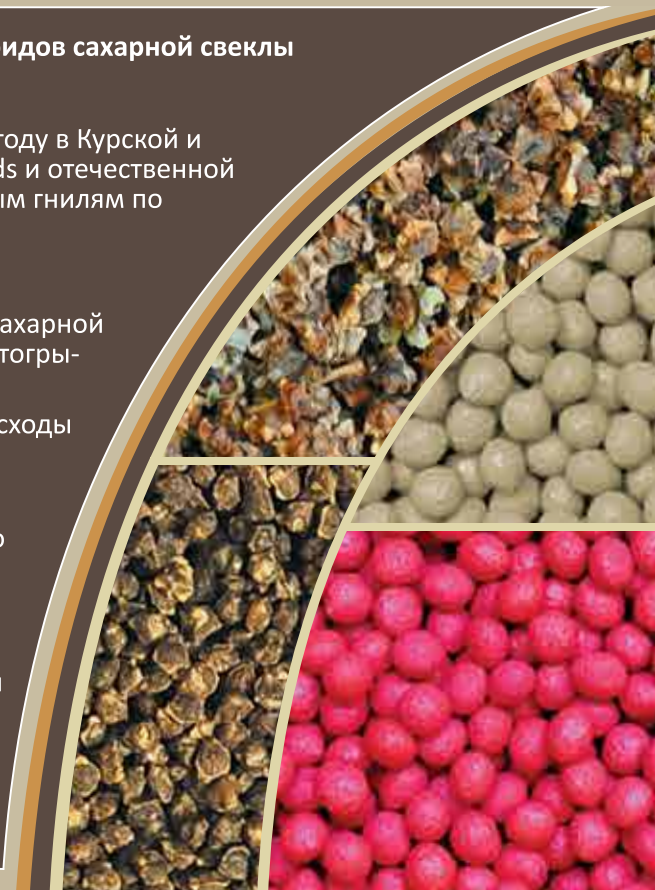 идов сахарной свеклы
году в Курской и
ds и отечественной
ым гнилям по
ахарной
тогры-
сходы
о